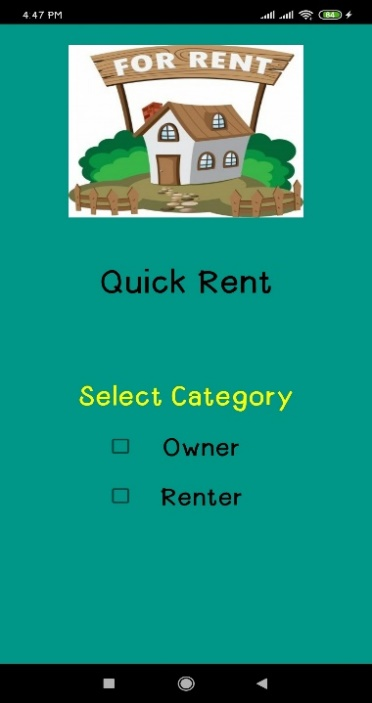 4.47 PM
84
FOR RENT
Quick Rent
Select Category
Owner
Renter